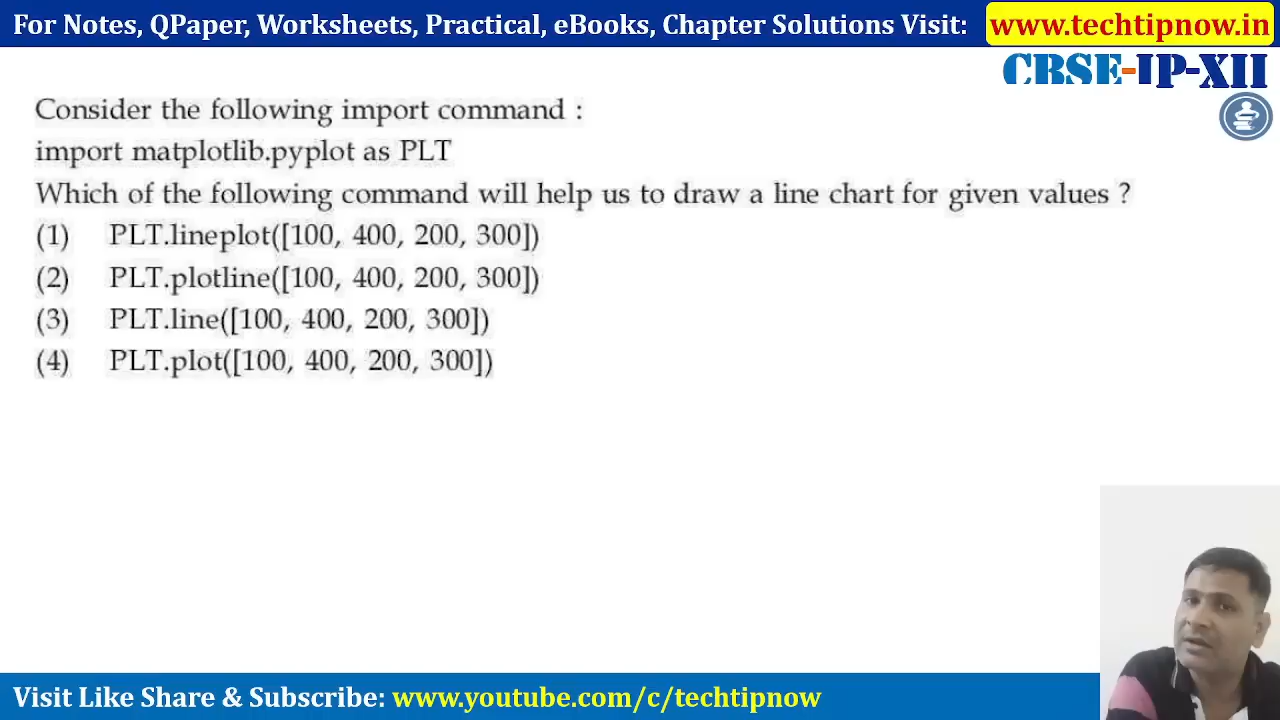 For Notes, QPaper, Worksheets, Practical, eBooks, Chapter Solutions Visit: www.techtipnow.in
CBSE-IP-XII
Consider the following import command :
import matplotlib.pyplot as PLT
Which of the following command will help us to draw a line chart for given values ?
(1) PLT.lineplot([100, 400, 200, 300])
(2) PLT.plotline([100, 400, 200, 300])
(3) PLT.line([100, 400, 200, 300])
(4) PLT.plot([100, 400, 200, 300])
Visit Like Share & Subscribe: www.youtube.com/c/techtipnow